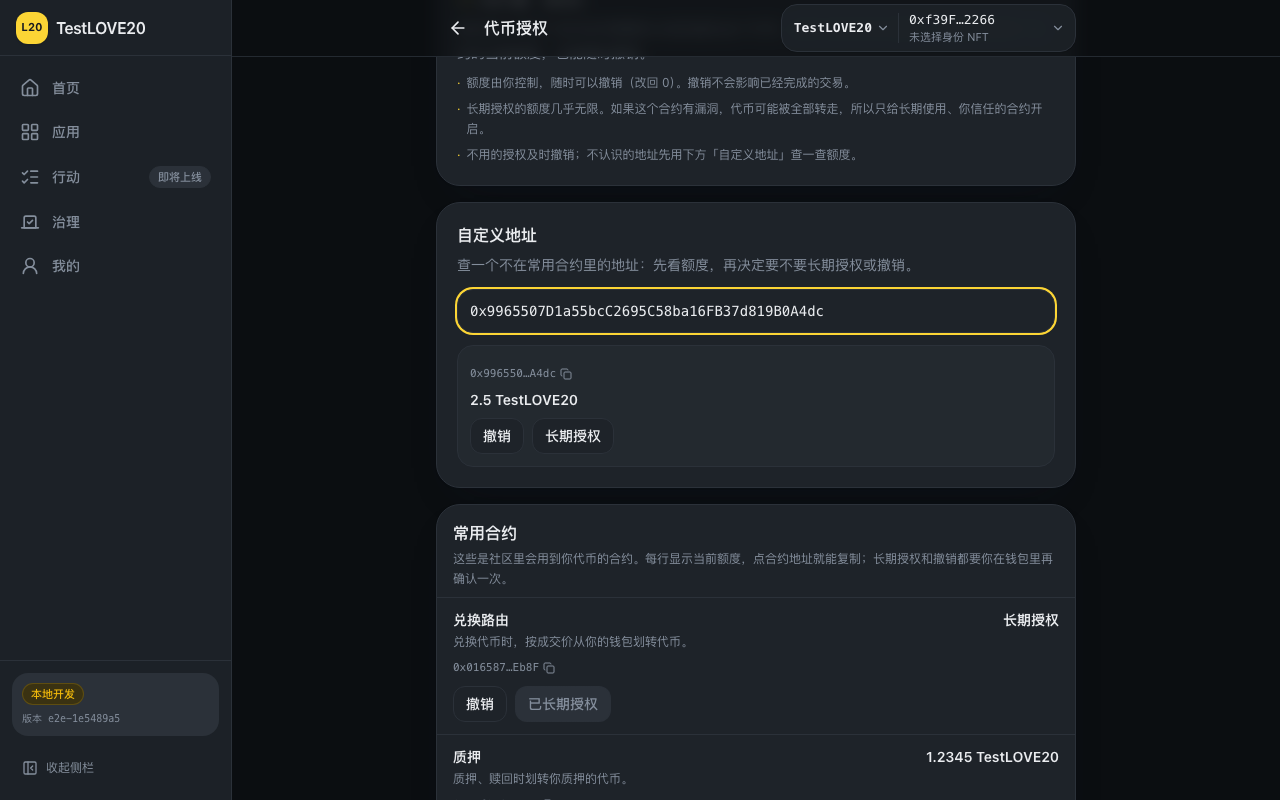 L20 TestLOVE20
首页
应用
行动 即将上线
治理
我的
本地开发
版本 e2e-1e5489a5
收起侧栏
代币授权
TestLOVE20
0xf39F…2266
未选择身份 NFT
· 额度由你控制，随时可以撤销（改回 0）。撤销不会影响已经完成的交易。
· 长期授权的额度几乎无限。如果这个合约有漏洞，代币可能被全部转走，所以只给长期使用、你信任的合约开
启。
· 不用的授权及时撤销；不认识的地址先用下方「自定义地址」查一查额度。
自定义地址
查一个不在常用合约里的地址：先看额度，再决定要不要长期授权或撤销。
0x9965507D1a55bcC2695C58ba16FB37d819B0A4dc
0x996550…A4dc
2.5 TestLOVE20
撤销 长期授权
常用合约
这些是社区里会用到你代币的合约。每行显示当前额度，点合约地址就能复制；长期授权和撤销都要你在钱包里再
确认一次。
兑换路由 长期授权
兑换代币时，按成交价从你的钱包划转代币。
0x016587…Eb8F
撤销 已长期授权
质押 1.2345 TestLOVE20
质押、赎回时划转你质押的代币。